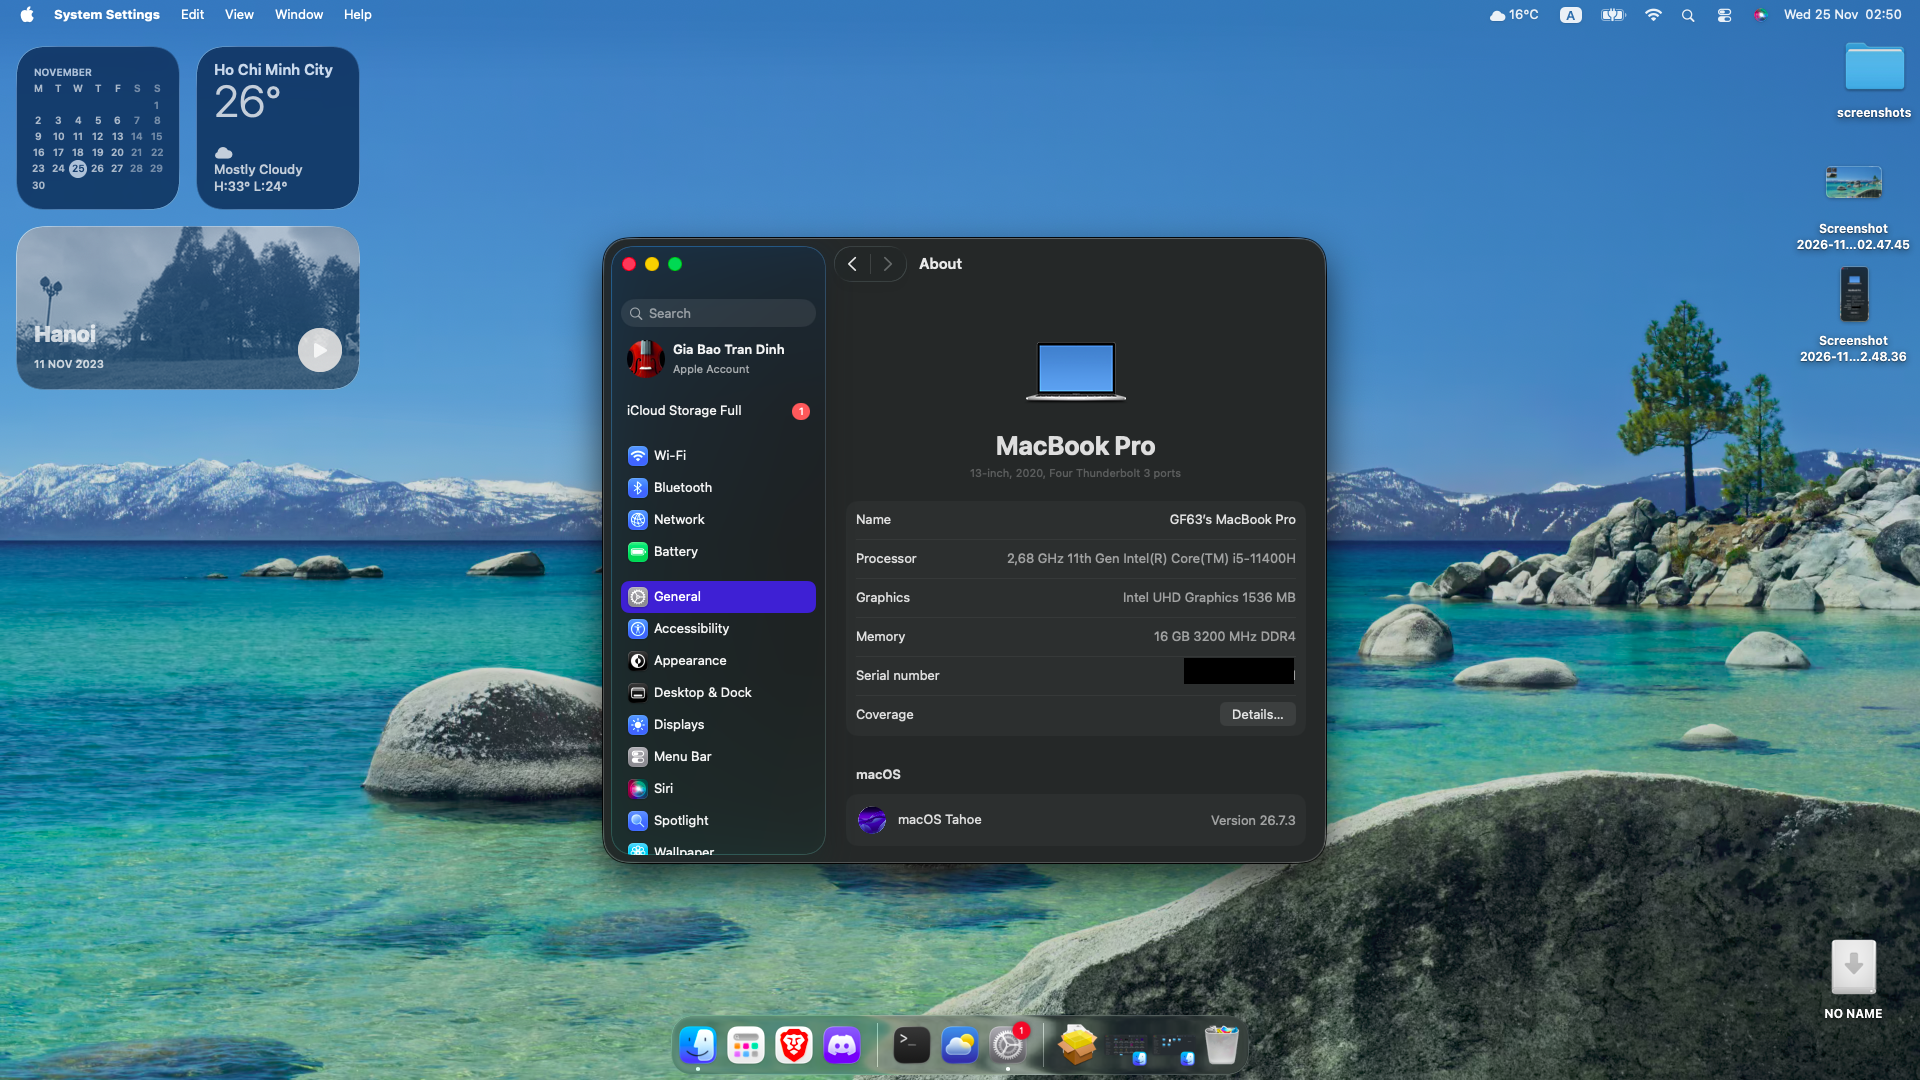 System Settings Edit View Window Help
16°C A Wed 25 Nov 02:50
NOVEMBER
M T W T F S S
1
2 3 4 5 6 7 8
9 10 11 12 13 14 15
16 17 18 19 20 21 22
23 24 25 26 27 28 29
30
Ho Chi Minh City
26°
Mostly Cloudy
H:33° L:24°
Hanoi
11 NOV 2023
Search
Gia Bao Tran Dinh
Apple Account
iCloud Storage Full 1
Wi-Fi
Bluetooth
Network
Battery
General
Accessibility
Appearance
Desktop & Dock
Displays
Menu Bar
Siri
Spotlight
Wallpaper
About
MacBook Pro
13-inch, 2020, Four Thunderbolt 3 ports
Name GF63's MacBook Pro
Processor 2,68 GHz 11th Gen Intel(R) Core(TM) i5-11400H
Graphics Intel UHD Graphics 1536 MB
Memory 16 GB 3200 MHz DDR4
Serial number
Coverage Details...
macOS
macOS Tahoe Version 26.7.3
screenshots
Screenshot
2026-11...02.47.45
Screenshot
2026-11...2.48.36
NO NAME
1